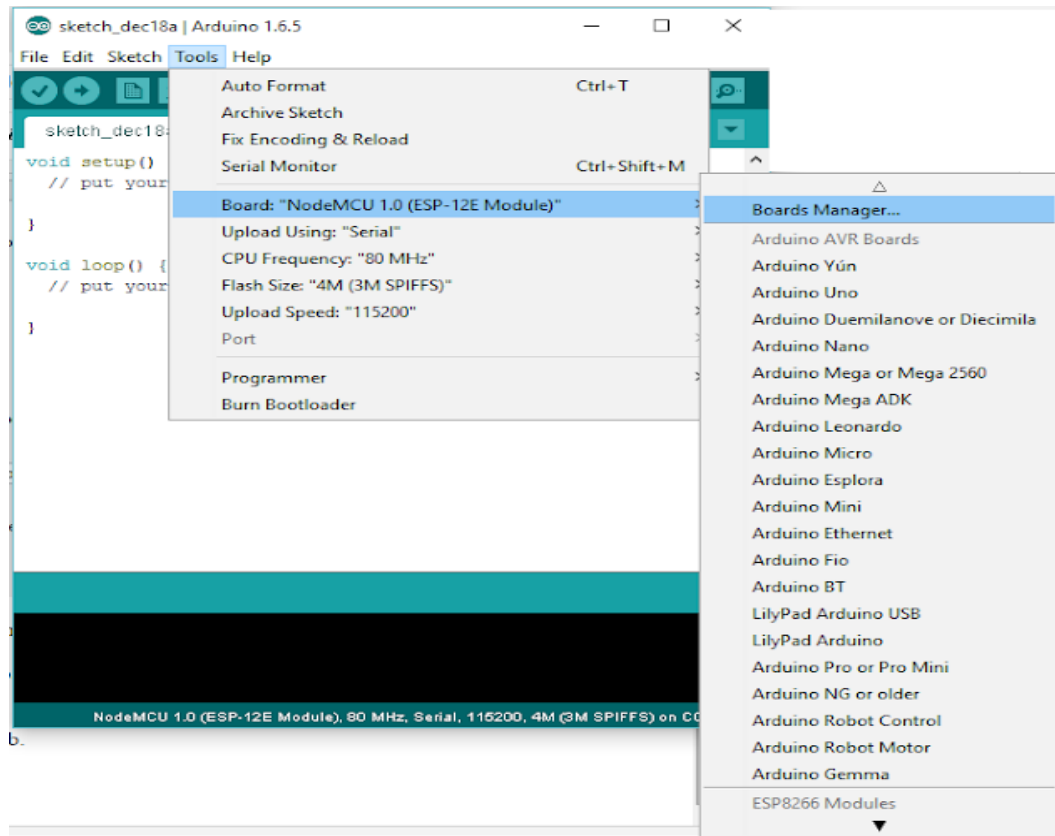 sketch_dec18a | Arduino 1.6.5
File Edit Sketch Tools Help
sketch_dec18a
void setup()
// put your
}
void loop() {
// put your
}
Auto Format Ctrl+T
Archive Sketch
Fix Encoding & Reload
Serial Monitor Ctrl+Shift+M
Board: "NodeMCU 1.0 (ESP-12E Module)"
Upload Using: "Serial"
CPU Frequency: "80 MHz"
Flash Size: "4M (3M SPIFFS)"
Upload Speed: "115200"
Port
Programmer
Burn Bootloader
Boards Manager...
Arduino AVR Boards
Arduino Yún
Arduino Uno
Arduino Duemilanove or Diecimila
Arduino Nano
Arduino Mega or Mega 2560
Arduino Mega ADK
Arduino Leonardo
Arduino Micro
Arduino Esplora
Arduino Mini
Arduino Ethernet
Arduino Fio
Arduino BT
LilyPad Arduino USB
LilyPad Arduino
Arduino Pro or Pro Mini
Arduino NG or older
Arduino Robot Control
Arduino Robot Motor
Arduino Gemma
ESP8266 Modules
NodeMCU 1.0 (ESP-12E Module), 80 MHz, Serial, 115200, 4M (3M SPIFFS) on CO
b.